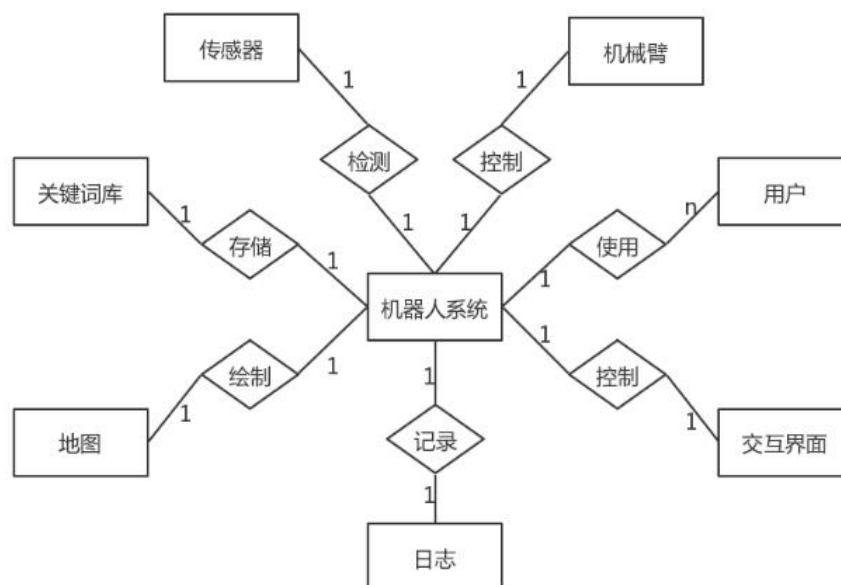 传感器
机械臂
1
1
检测
控制
关键词库
用户
1
n
1
1
存储
使用
1
1
机器人系统
1
1
绘制
1
控制
1
1
地图
记录
交互界面
1
日志